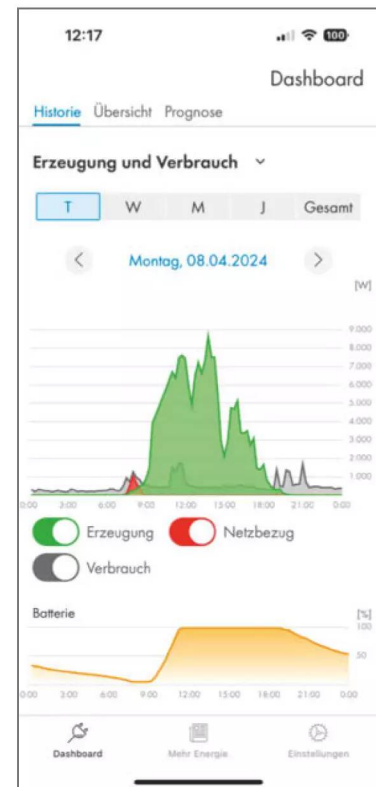 12:17
100
Dashboard
Historie Übersicht Prognose
Erzeugung und Verbrauch
T W M J Gesamt
Montag, 08.04.2024
[W]
9.000
8.000
7.000
6.000
5.000
4.000
3.000
2.000
1.000
0:00 3:00 6:00 9:00 12:00 15:00 18:00 21:00 0:00
Erzeugung Netzbezug
Verbrauch
Batterie [%]
100
50
0:00 3:00 6:00 9:00 12:00 15:00 18:00 21:00 0:00
Dashboard Mehr Energie Einstellungen